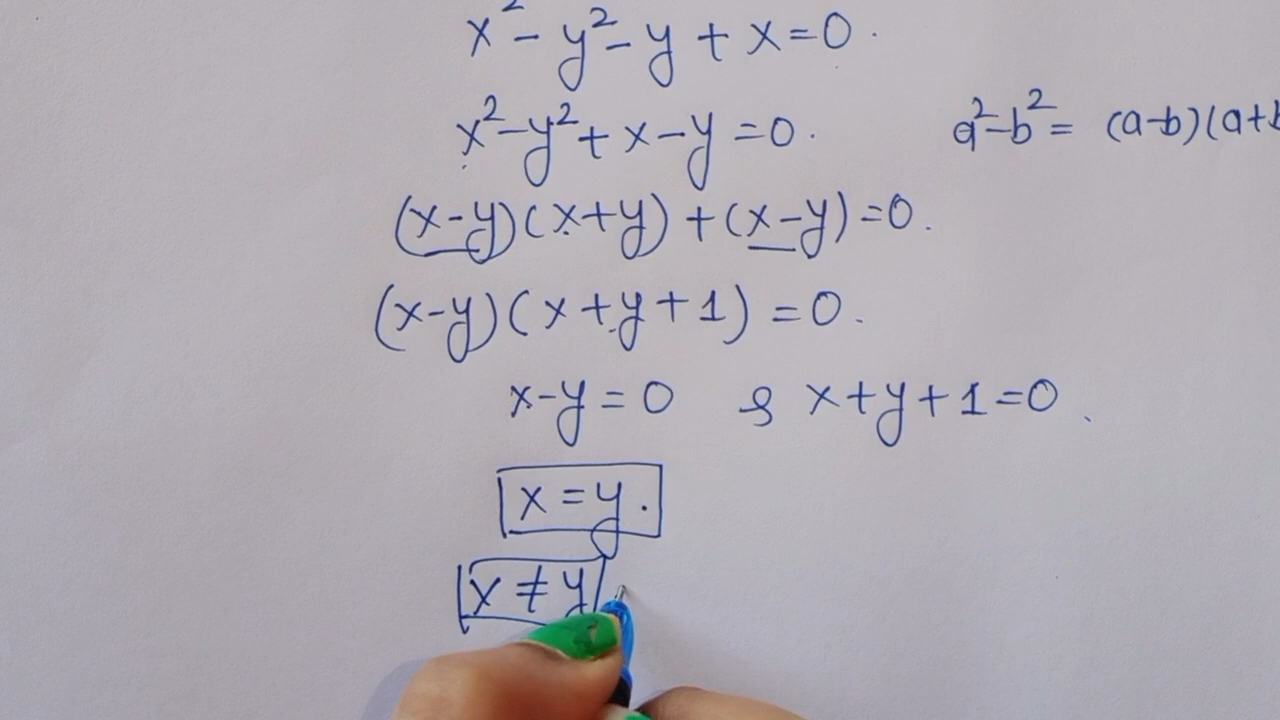 x² - y² - y + x = 0.
x² - y² + x - y = 0.
a² - b² = (a-b)(a+b
(x-y)(x+y) + (x-y) = 0.
(x-y)(x+y+1) = 0.
x-y = 0 & x+y+1 = 0.
x = y.
x ≠ y